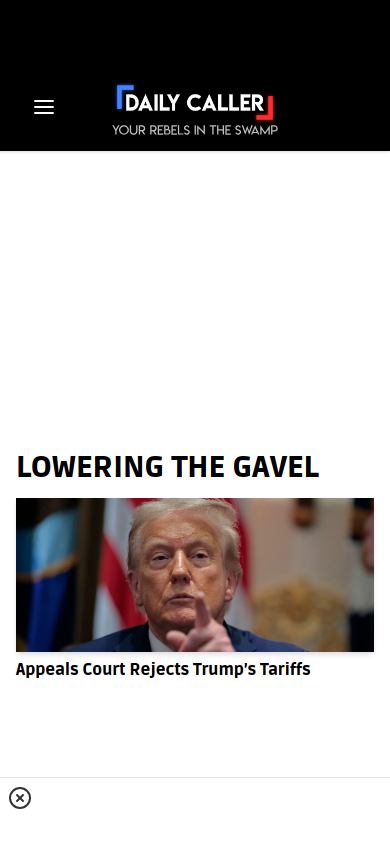 DAILY CALLER
YOUR REBELS IN THE SWAMP
LOWERING THE GAVEL
Appeals Court Rejects Trump's Tariffs